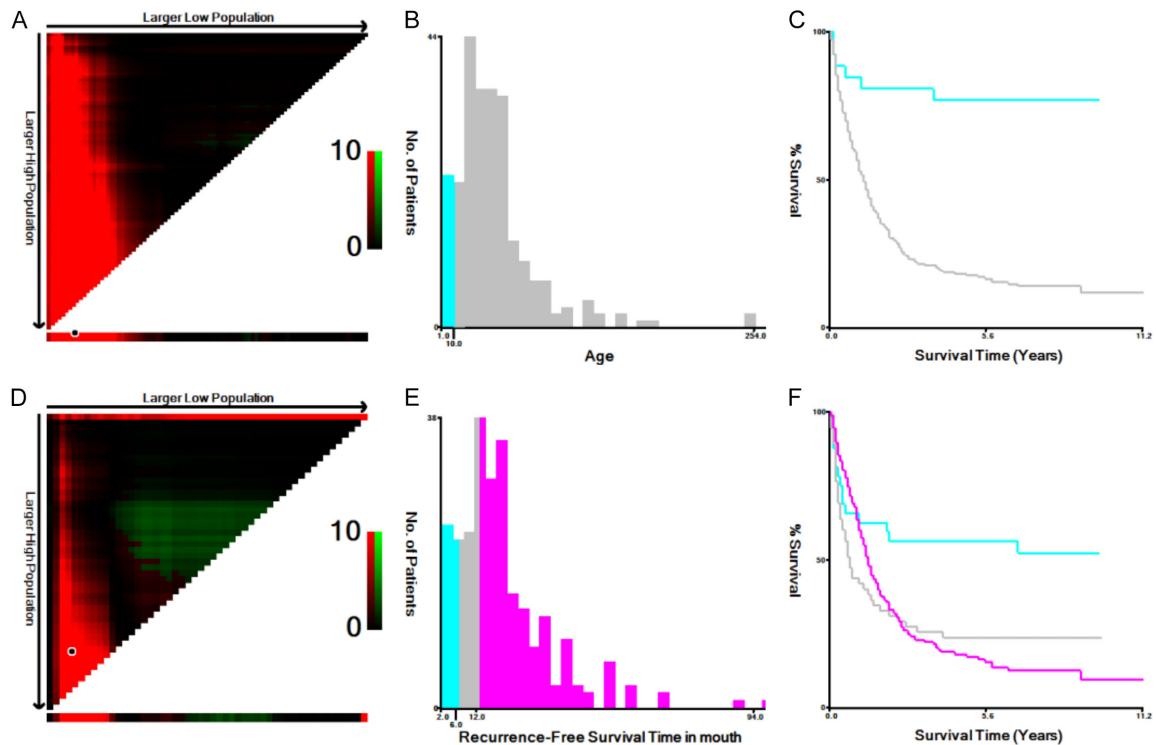 A
Larger Low Population
Larger High Population
10
0
B
44
No. of Patients
0
1.0
10.0
254.0
Age
C
100
% Survival
50
0
0.0
5.6
11.2
Survival Time (Years)
D
Larger Low Population
Larger High Population
10
0
E
38
No. of Patients
0
2.0
6.0
12.0
94.0
Recurrence-Free Survival Time in mouth
F
100
% Survival
50
0
0.0
5.6
11.2
Survival Time (Years)